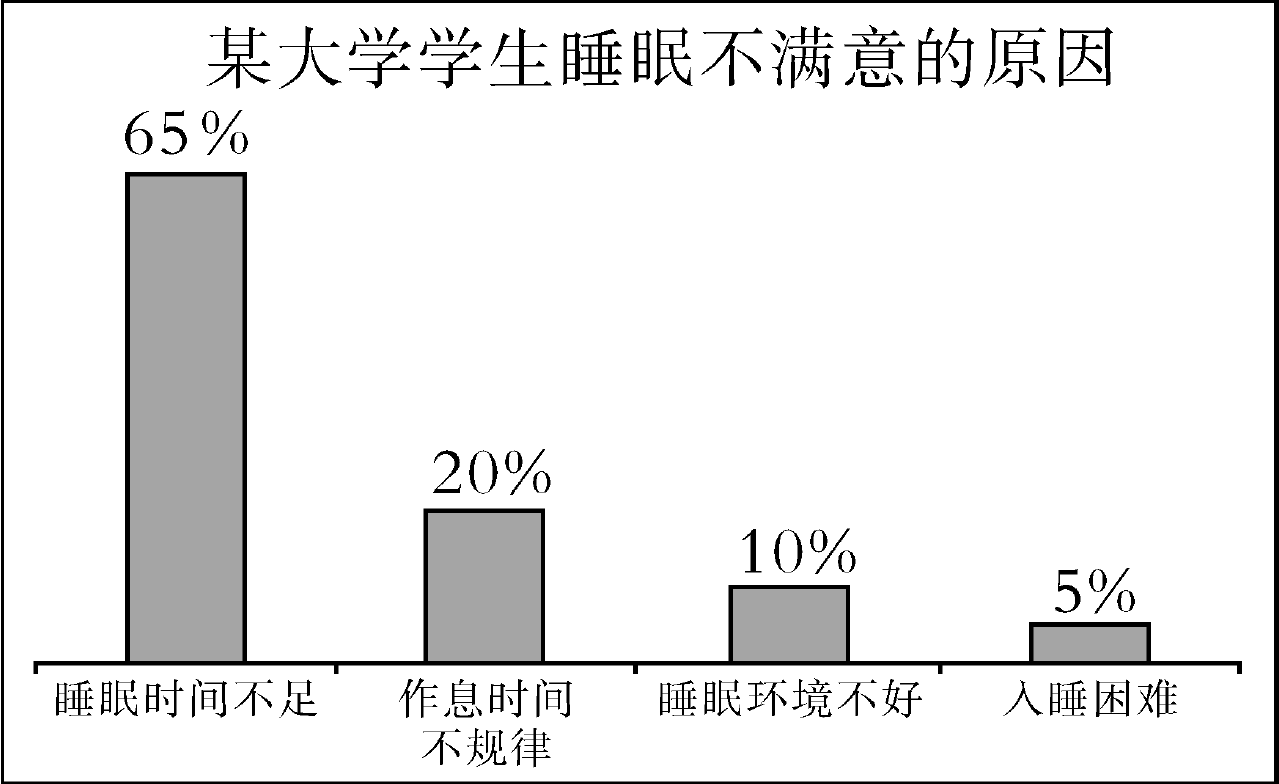 某大学学生睡眠不满意的原因
65%
20%
10%
5%
睡眠时间不足
作息时间
不规律
睡眠环境不好
入睡困难